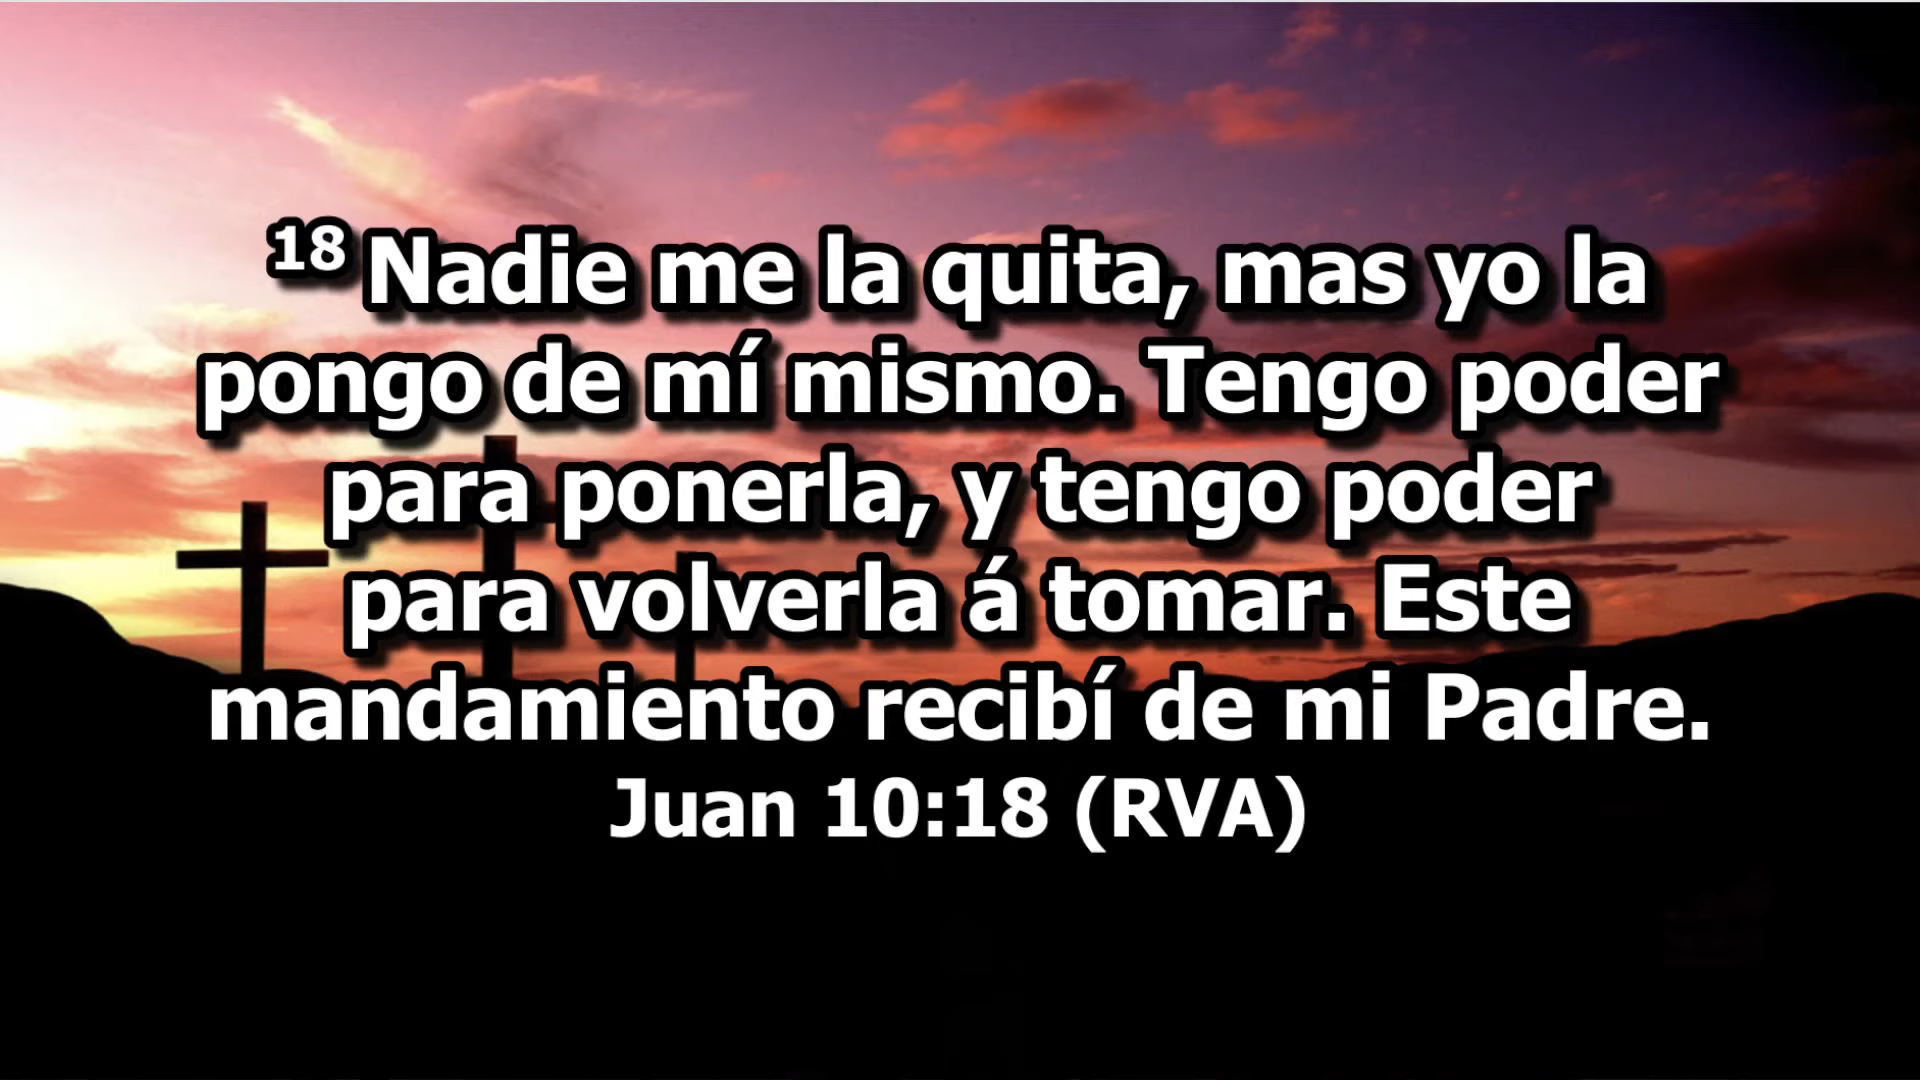 18 Nadie me la quita, mas yo la
pongo de mí mismo. Tengo poder
para ponerla, y tengo poder
para volverla á tomar. Este
mandamiento recibí de mi Padre.
Juan 10:18 (RVA)